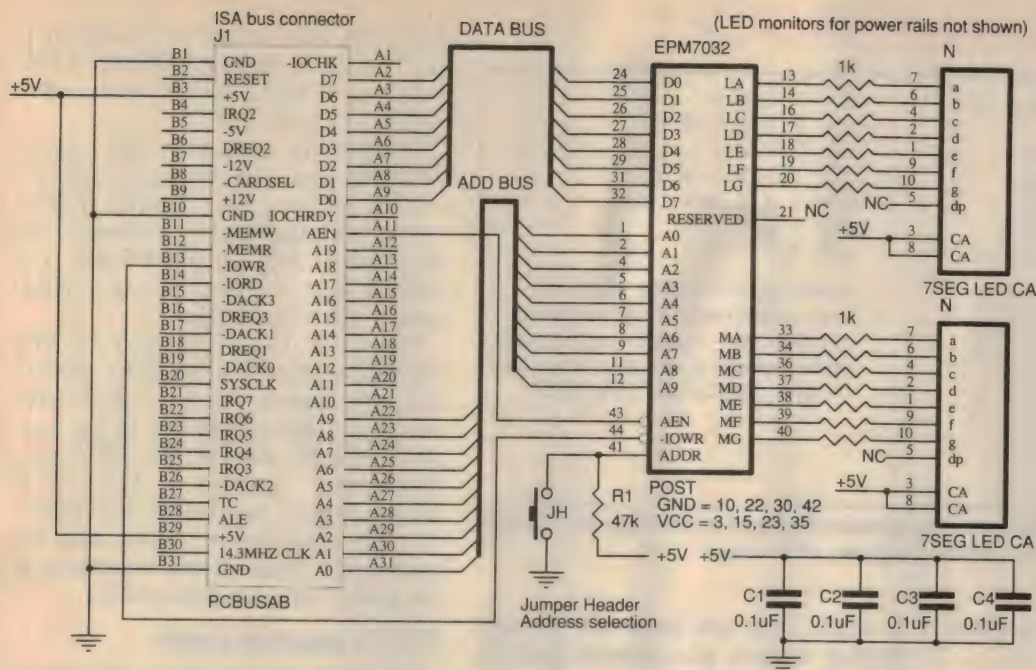 ISA bus connector
J1
DATA BUS
(LED monitors for power rails not shown)
EPM7032
N
+5V
B1 GND -IOCHK A1
B2 RESET D7 A2
B3 +5V D6 A3
B4 IRQ2 D5 A4
B5 -5V D4 A5
B6 DREQ2 D3 A6
B7 -12V D2 A7
B8 -CARDSEL D1 A8
B9 +12V D0 A9
B10 GND IOCHRDY A10
B11 -MEMW AEN A11
B12 -MEMR A19 A12
B13 -IOWR A18 A13
B14 -IORD A17 A14
B15 -DACK3 A16 A15
B16 DREQ3 A15 A16
B17 -DACK1 A14 A17
B18 DREQ1 A13 A18
B19 -DACK0 A12 A19
B20 SYSCLK A11 A20
B21 IRQ7 A10 A21
B22 IRQ6 A9 A22
B23 IRQ5 A8 A23
B24 IRQ4 A7 A24
B25 IRQ3 A6 A25
B26 -DACK2 A5 A26
B27 TC A4 A27
B28 ALE A3 A28
B29 +5V A2 A29
B30 14.3MHZ CLK A1 A30
B31 GND A0 A31
PCBUSAB
ADD BUS
24 D0 LA 13 1k 7 a
25 D1 LB 14 6 b
26 D2 LC 16 4 c
27 D3 LD 17 2 d
28 D4 LE 18 1 e
29 D5 LF 19 9 f
31 D6 LG 20 10 g
32 D7 NC 5 dp
RESERVED 21 NC
+5V 3 CA
8 CA
7SEG LED CA
N
1 A0
2 A1
4 A2
5 A3
6 A4
7 A5
8 A6 MA 33 1k 7 a
9 A7 MB 34 6 b
11 A8 MC 36 4 c
12 A9 MD 37 2 d
ME 38 1 e
43 AEN MF 39 9 f
44 -IOWR MG 40 10 g
41 ADDR NC 5 dp
+5V 3 CA
8 CA
7SEG LED CA
POST
GND = 10, 22, 30, 42
VCC = 3, 15, 23, 35
JH
R1
47k
+5V +5V
Jumper Header
Address selection
C1 C2 C3 C4
0.1uF 0.1uF 0.1uF 0.1uF